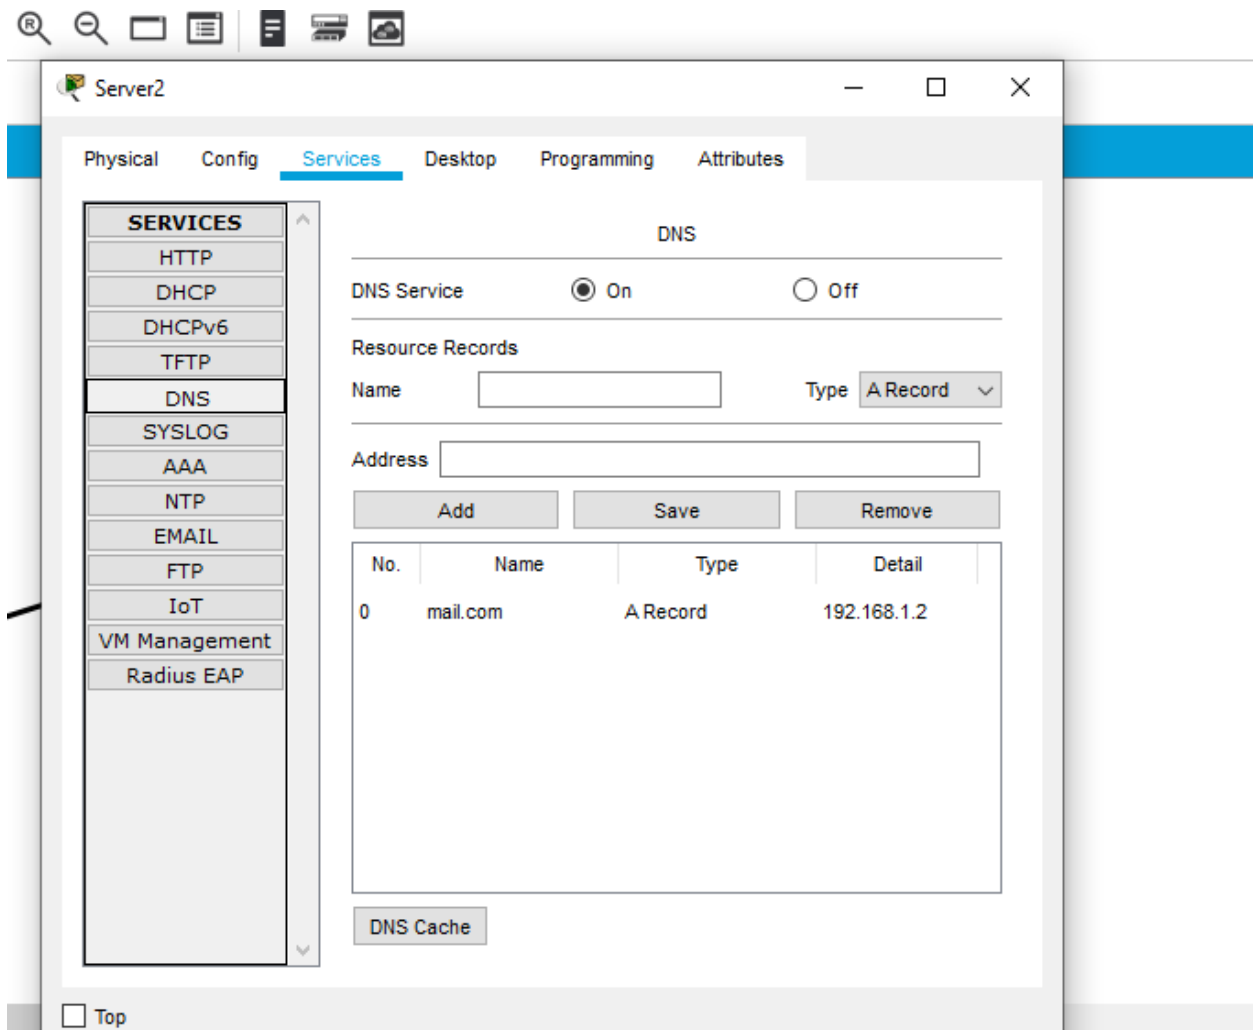 Server2
Physical Config Services Desktop Programming Attributes
SERVICES
HTTP
DHCP
DHCPv6
TFTP
DNS
SYSLOG
AAA
NTP
EMAIL
FTP
IoT
VM Management
Radius EAP
DNS
DNS Service On Off
Resource Records
Name Type A Record
Address
Add Save Remove
No. Name Type Detail
0 mail.com A Record 192.168.1.2
DNS Cache
Top